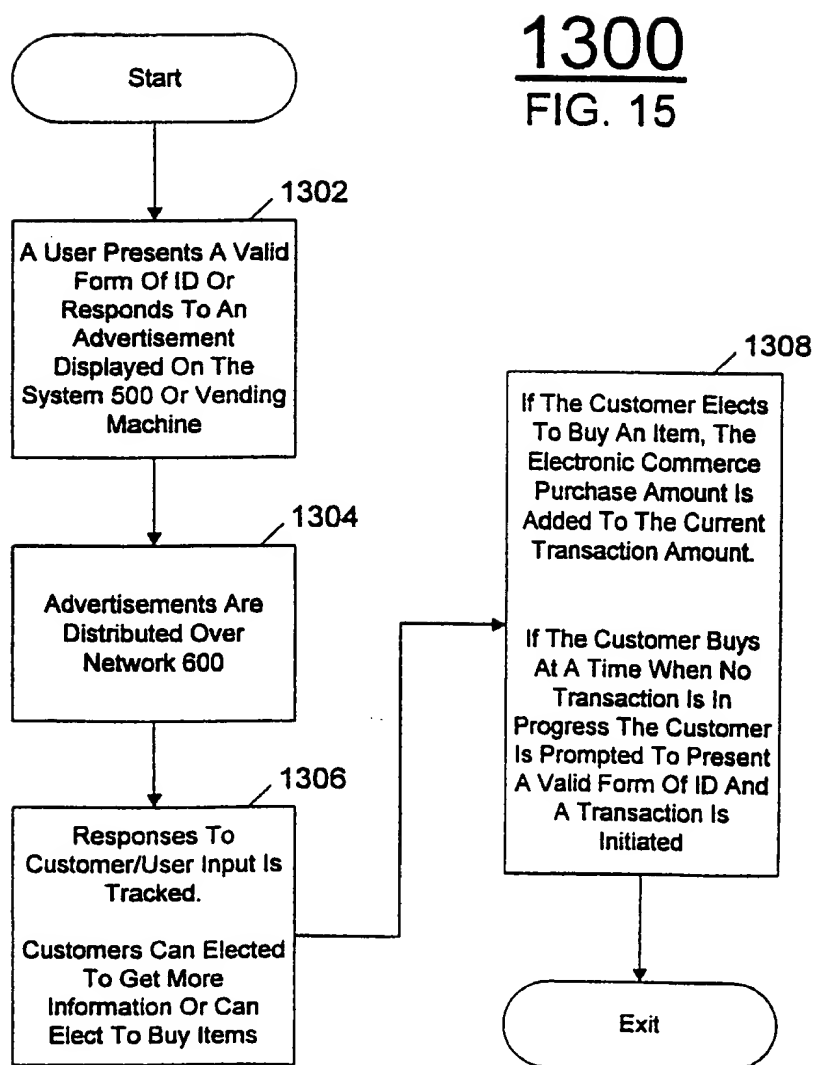 1300
FIG. 15
Start
1302
A User Presents A Valid
Form Of ID Or
Responds To An
Advertisement
Displayed On The
System 500 Or Vending
Machine
1304
Advertisements Are
Distributed Over
Network 600
1306
Responses To
Customer/User Input Is
Tracked.
Customers Can Elected
To Get More
Information Or Can
Elect To Buy Items
1308
If The Customer Elects
To Buy An Item, The
Electronic Commerce
Purchase Amount Is
Added To The Current
Transaction Amount.
If The Customer Buys
At A Time When No
Transaction Is In
Progress The Customer
Is Prompted To Present
A Valid Form Of ID And
A Transaction Is
Initiated
Exit